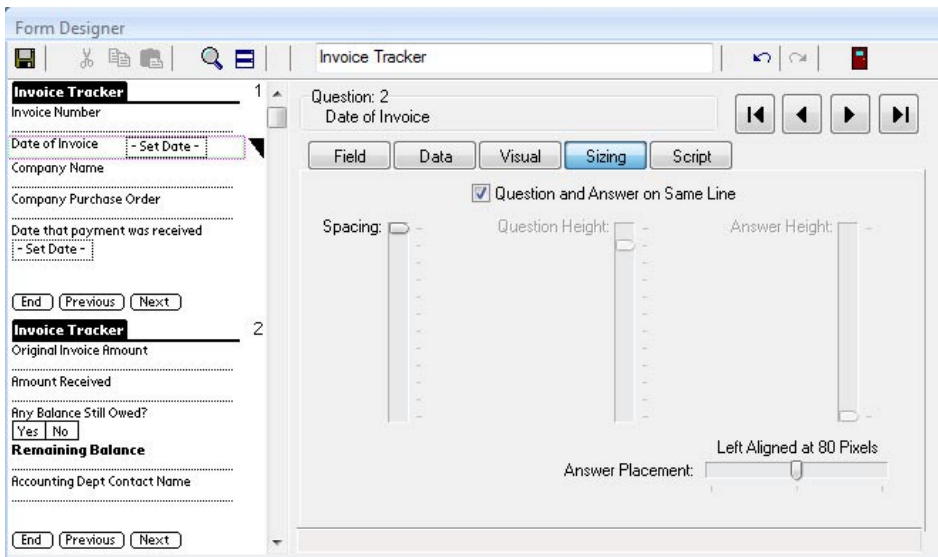 Form Designer
Invoice Tracker
Invoice Tracker 1
Invoice Number
Date of Invoice - Set Date -
Company Name
Company Purchase Order
Date that payment was received
- Set Date -
End Previous Next
Invoice Tracker 2
Original Invoice Amount
Amount Received
Any Balance Still Owed?
Yes No
Remaining Balance
Accounting Dept Contact Name
End Previous Next
Question: 2
Date of Invoice
Field Data Visual Sizing Script
Question and Answer on Same Line
Spacing: Question Height: Answer Height:
Left Aligned at 80 Pixels
Answer Placement: